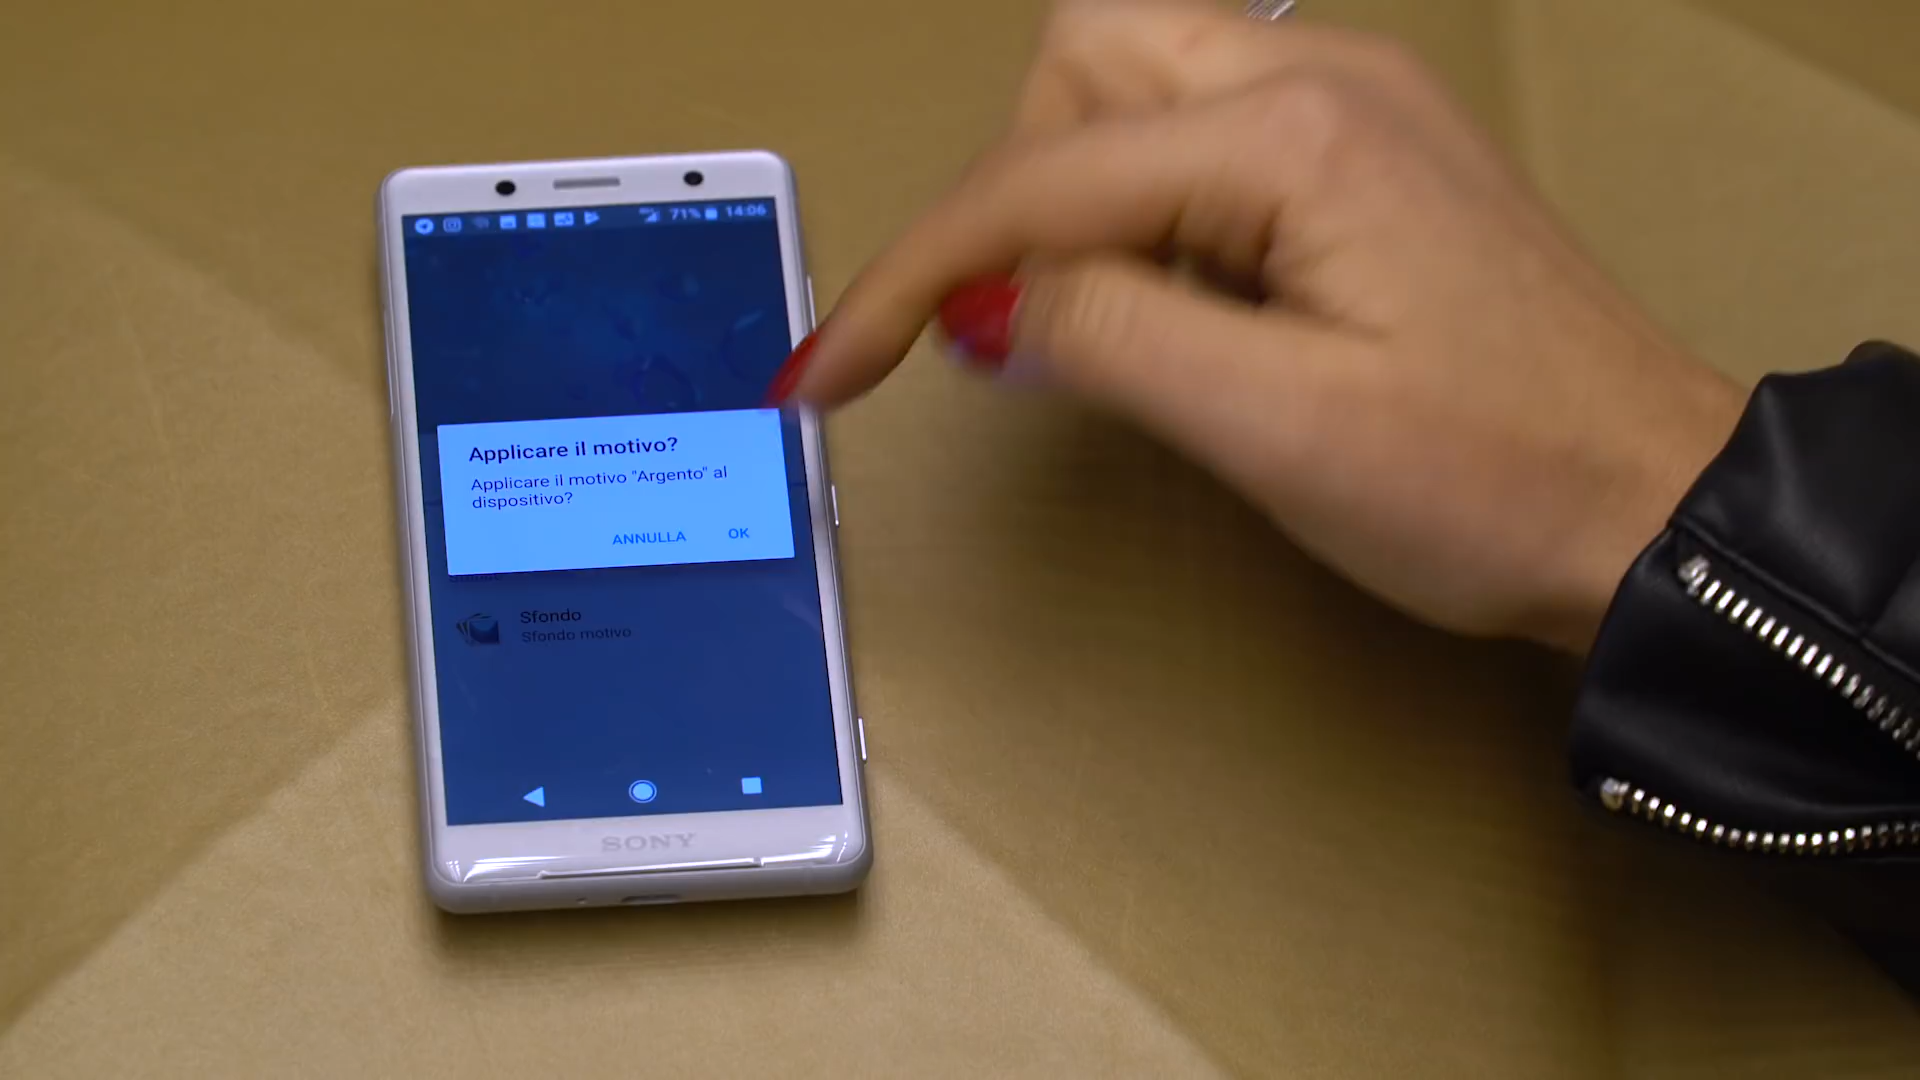 71% 14:06
Applicare il motivo?
Applicare il motivo "Argento" al
dispositivo?
ANNULLA OK
Sfondo
Sfondo motivo
SONY